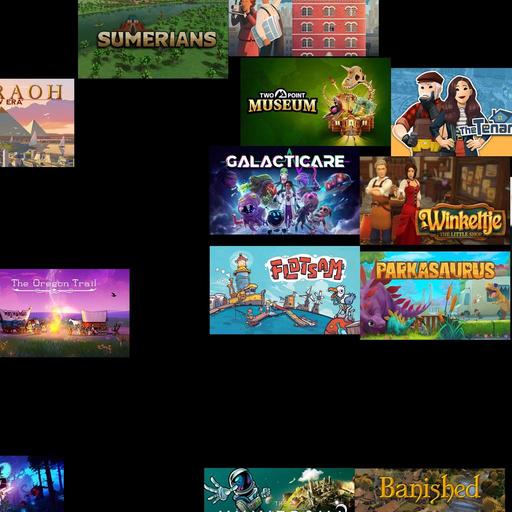 SUMERIANS
RAOH
ERA
TWO POINT
MUSEUM
The Tenan
GALACTICARE
Winkeltje
THE LITTLE SHOP
FLOTSAM
PARKASAURUS
The Oregon Trail
Banished